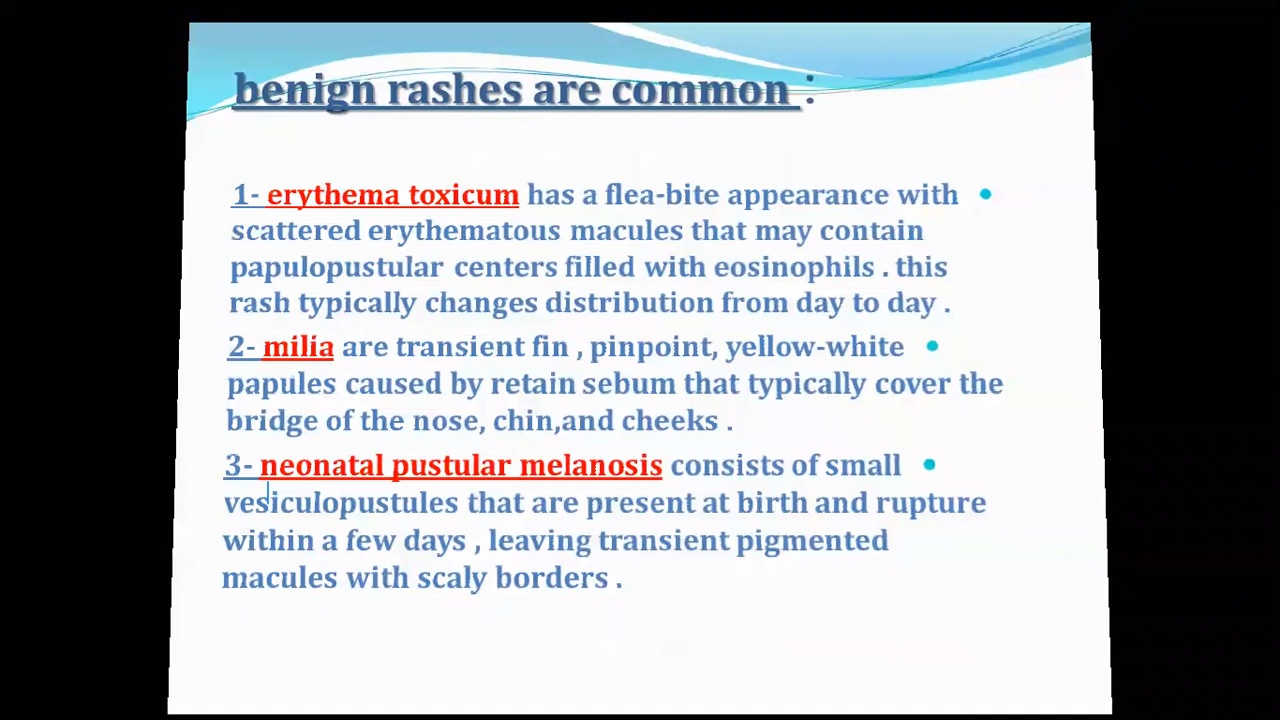 benign rashes are common :
1- erythema toxicum has a flea-bite appearance with
scattered erythematous macules that may contain
papulopustular centers filled with eosinophils . this
rash typically changes distribution from day to day .
2- milia are transient fin , pinpoint, yellow-white
papules caused by retain sebum that typically cover the
bridge of the nose, chin,and cheeks .
3- neonatal pustular melanosis consists of small
vesiculopustules that are present at birth and rupture
within a few days , leaving transient pigmented
macules with scaly borders .